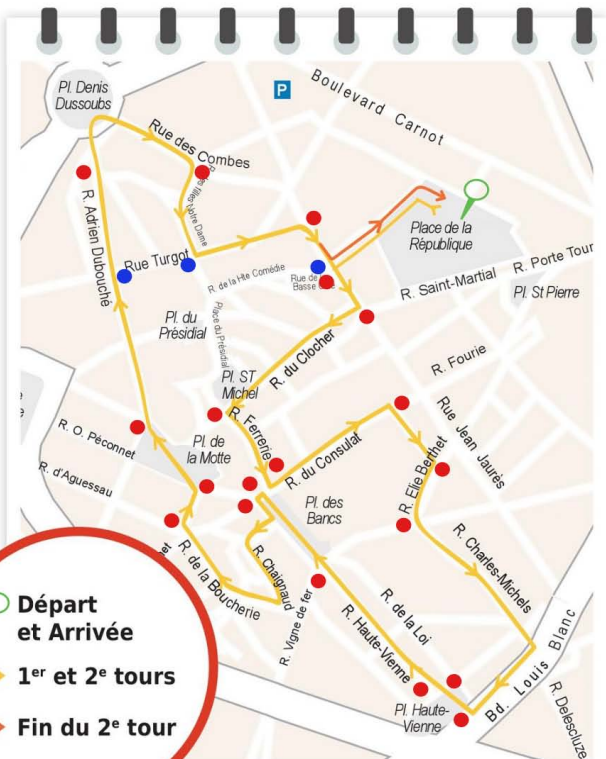 Pl. Denis
Dussoubs
P
Boulevard Carnot
Rue des Combes
Notre Dame
Place de la
République
R. Adrien Dubouché
Rue Turgot
R. de la Hte Comédie
Rue de
Basse
R. Saint-Martial
R. Porte Tour
Pl. St Pierre
Pl. du
Présidial
Place du Présidial
R. du Clocher
Pl. ST
Michel
R. Fourie
R. Ferrerie
Rue Jean Jaurès
R. O. Péconnet
Pl. de
la Motte
R. du Consulat
R. Elie Berthet
R. d'Aguessau
Pl. des
Bancs
R. Charles-Michels
R. Chaignaud
R. de la Boucherie
R. Vigne de fer
R. de la Loi
R. Haute-Vienne
Bd. Louis Blanc
Pl. Haute-
Vienne
R. Delescluze
Départ
et Arrivée
1er et 2e tours
Fin du 2e tour